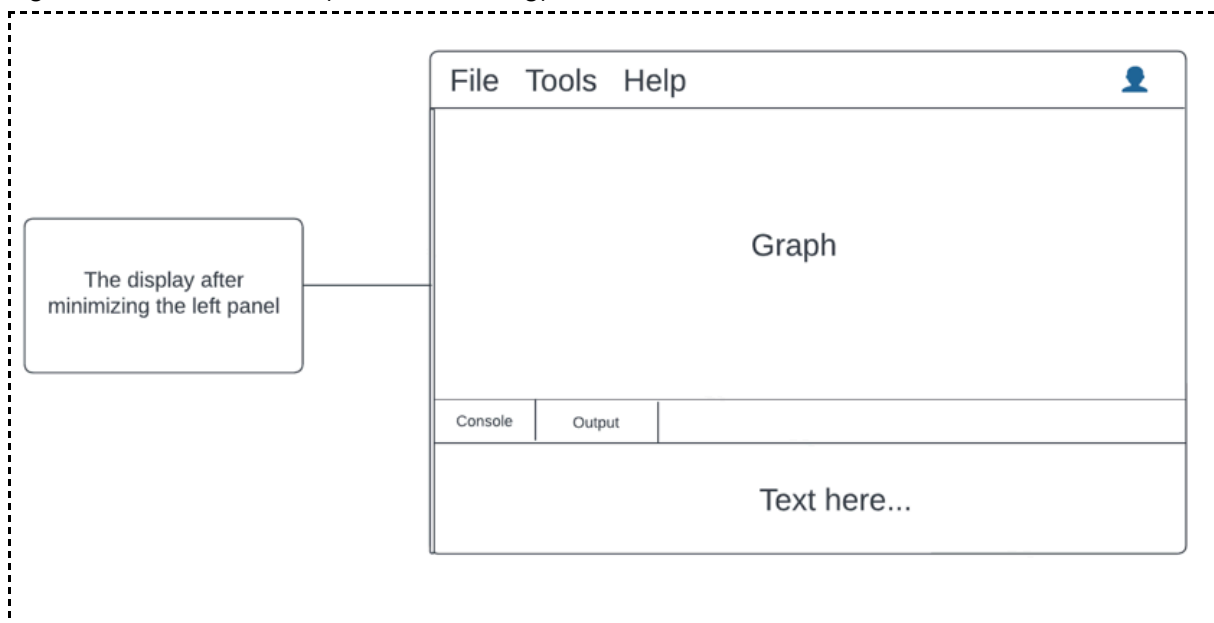 File Tools Help
Graph
The display after
minimizing the left panel
Console Output
Text here...